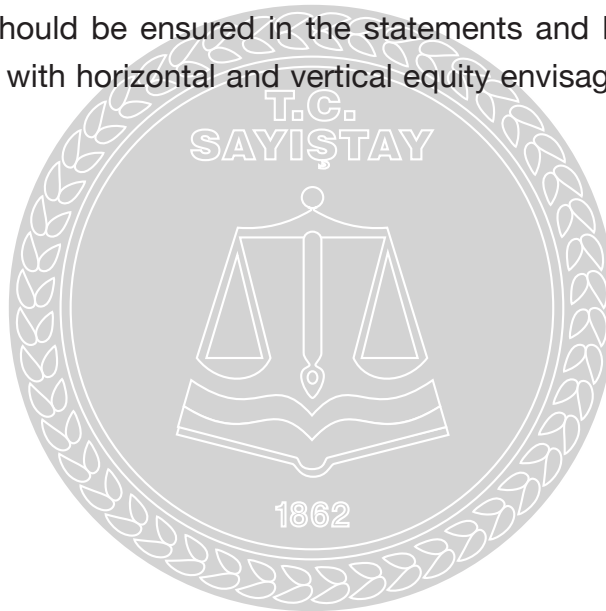 hould be ensured in the statements and
with horizontal and vertical equity envisag
T.C.
SAYIŞTAY
1862